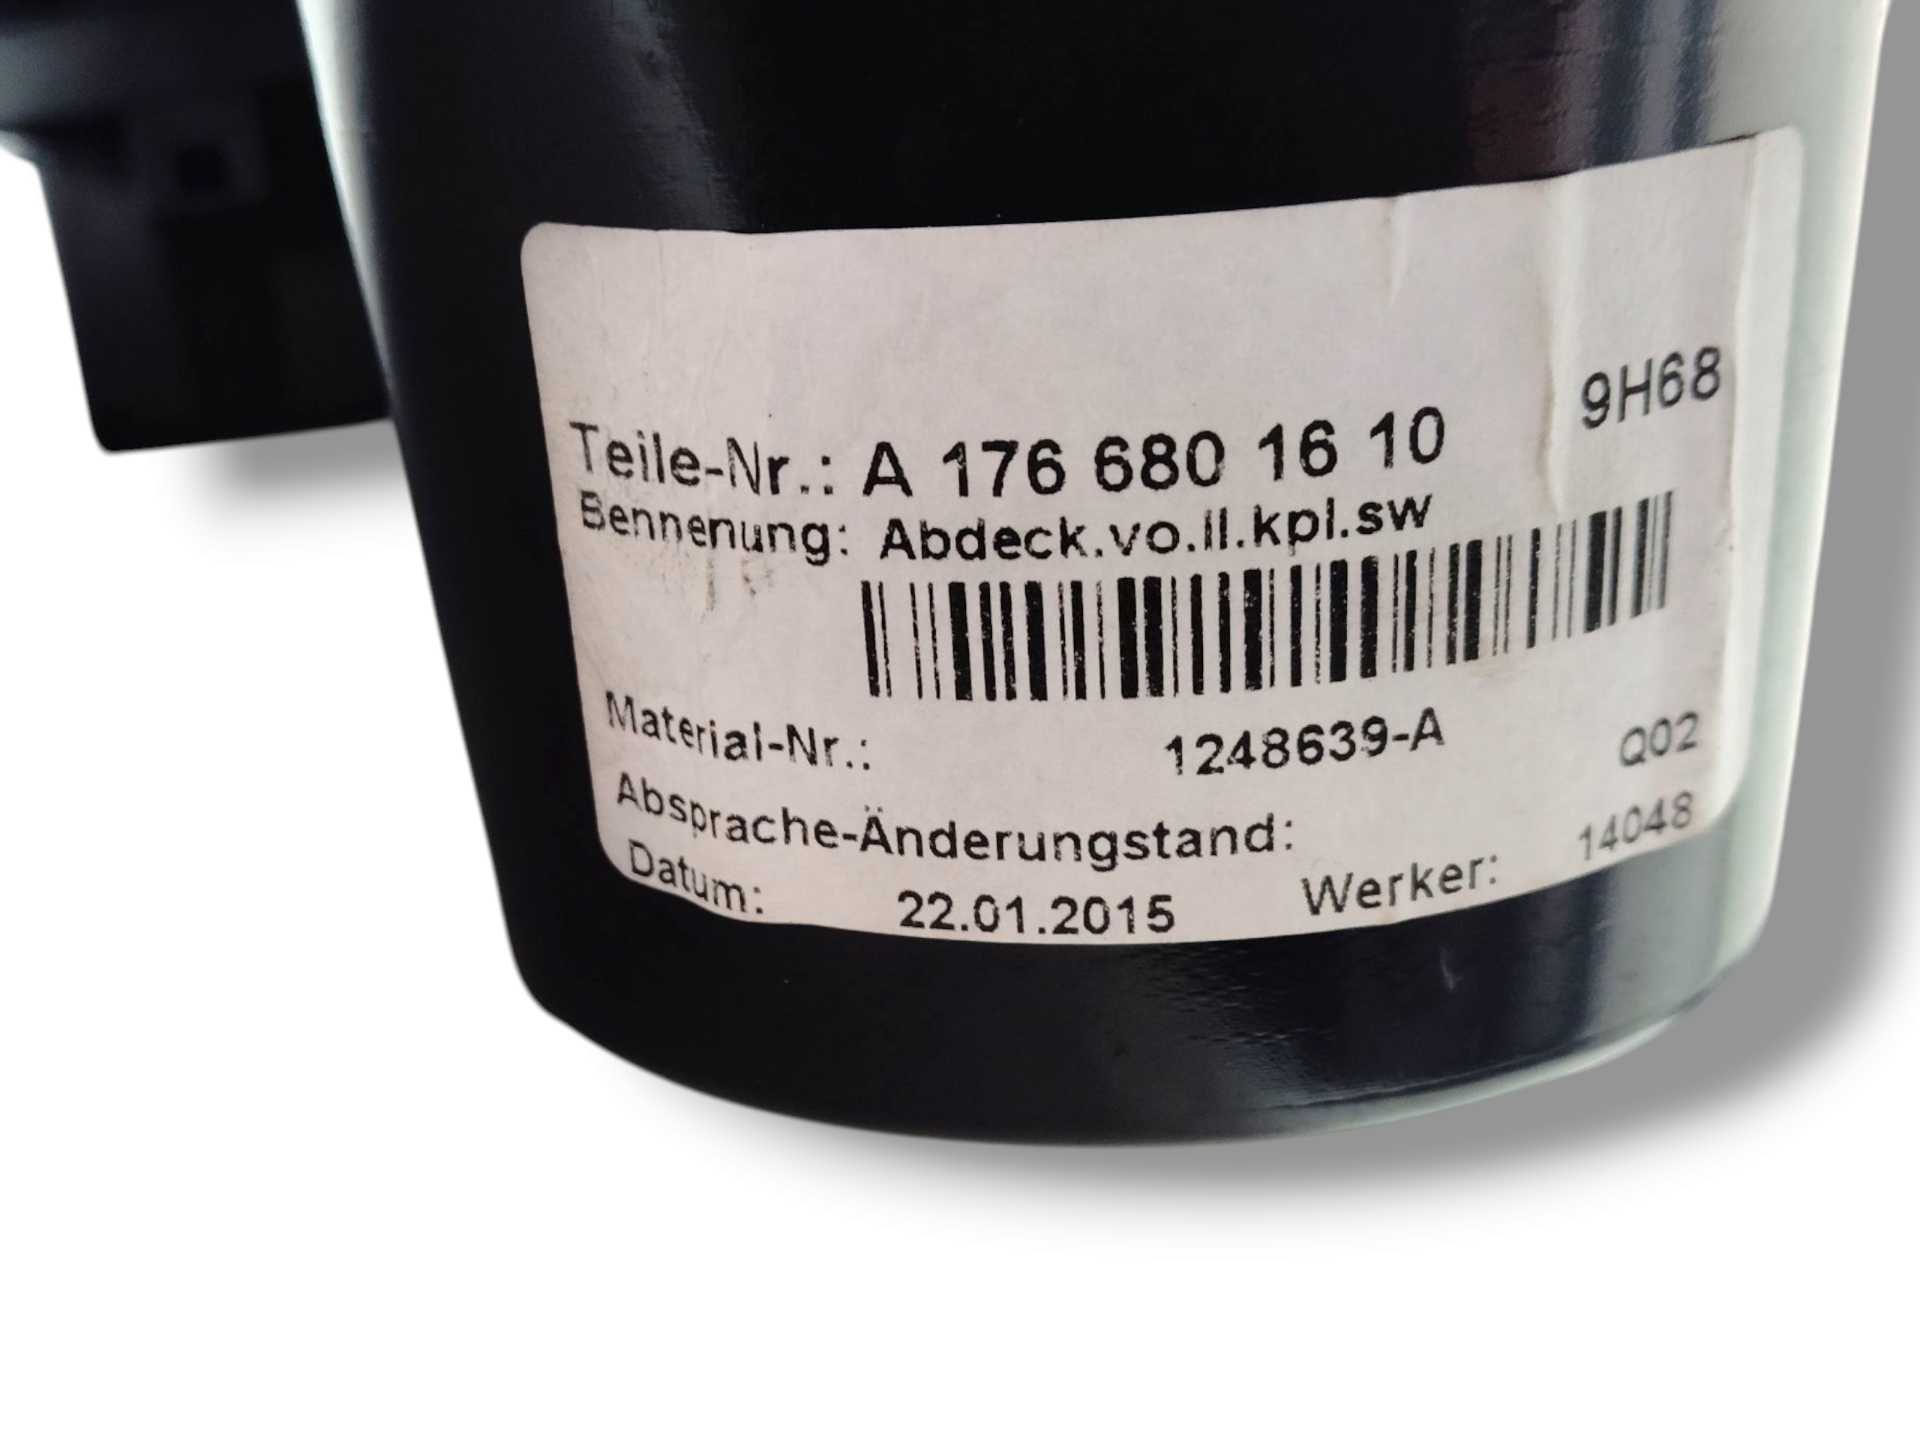 9H68
Teile-Nr.: A 176 680 16 10
Bennenung: Abdeck.vo.ll.kpl.sw
Material-Nr.: 1248639-A Q02
Absprache-Änderungstand:
Datum: 22.01.2015 Werker: 14048